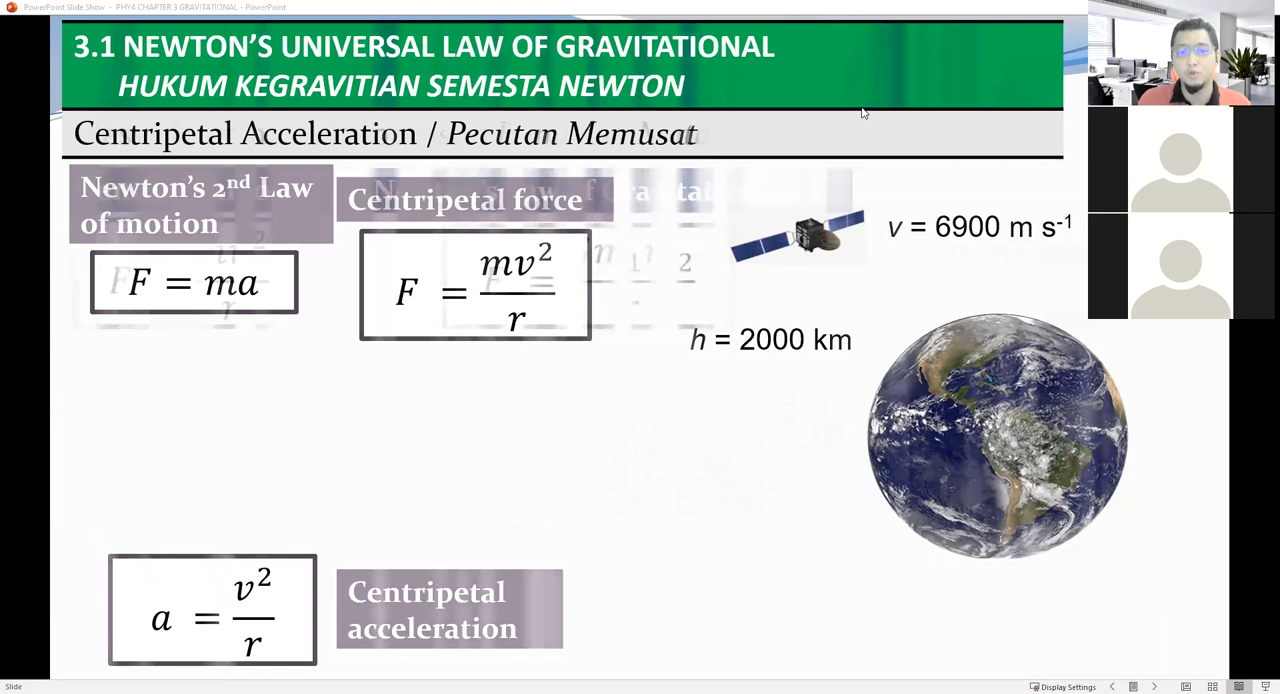 PowerPoint Slide Show - PHY4 CHAPTER 3 GRAVITATIONAL - PowerPoint
3.1 NEWTON'S UNIVERSAL LAW OF GRAVITATIONAL
HUKUM KEGRAVITIAN SEMESTA NEWTON
Centripetal Acceleration / Pecutan Memusat
Newton's 2nd Law
of motion
Centripetal force
F = ma
F = mv²/r
v = 6900 m s⁻¹
h = 2000 km
a = v²/r
Centripetal
acceleration
Slide
Display Settings